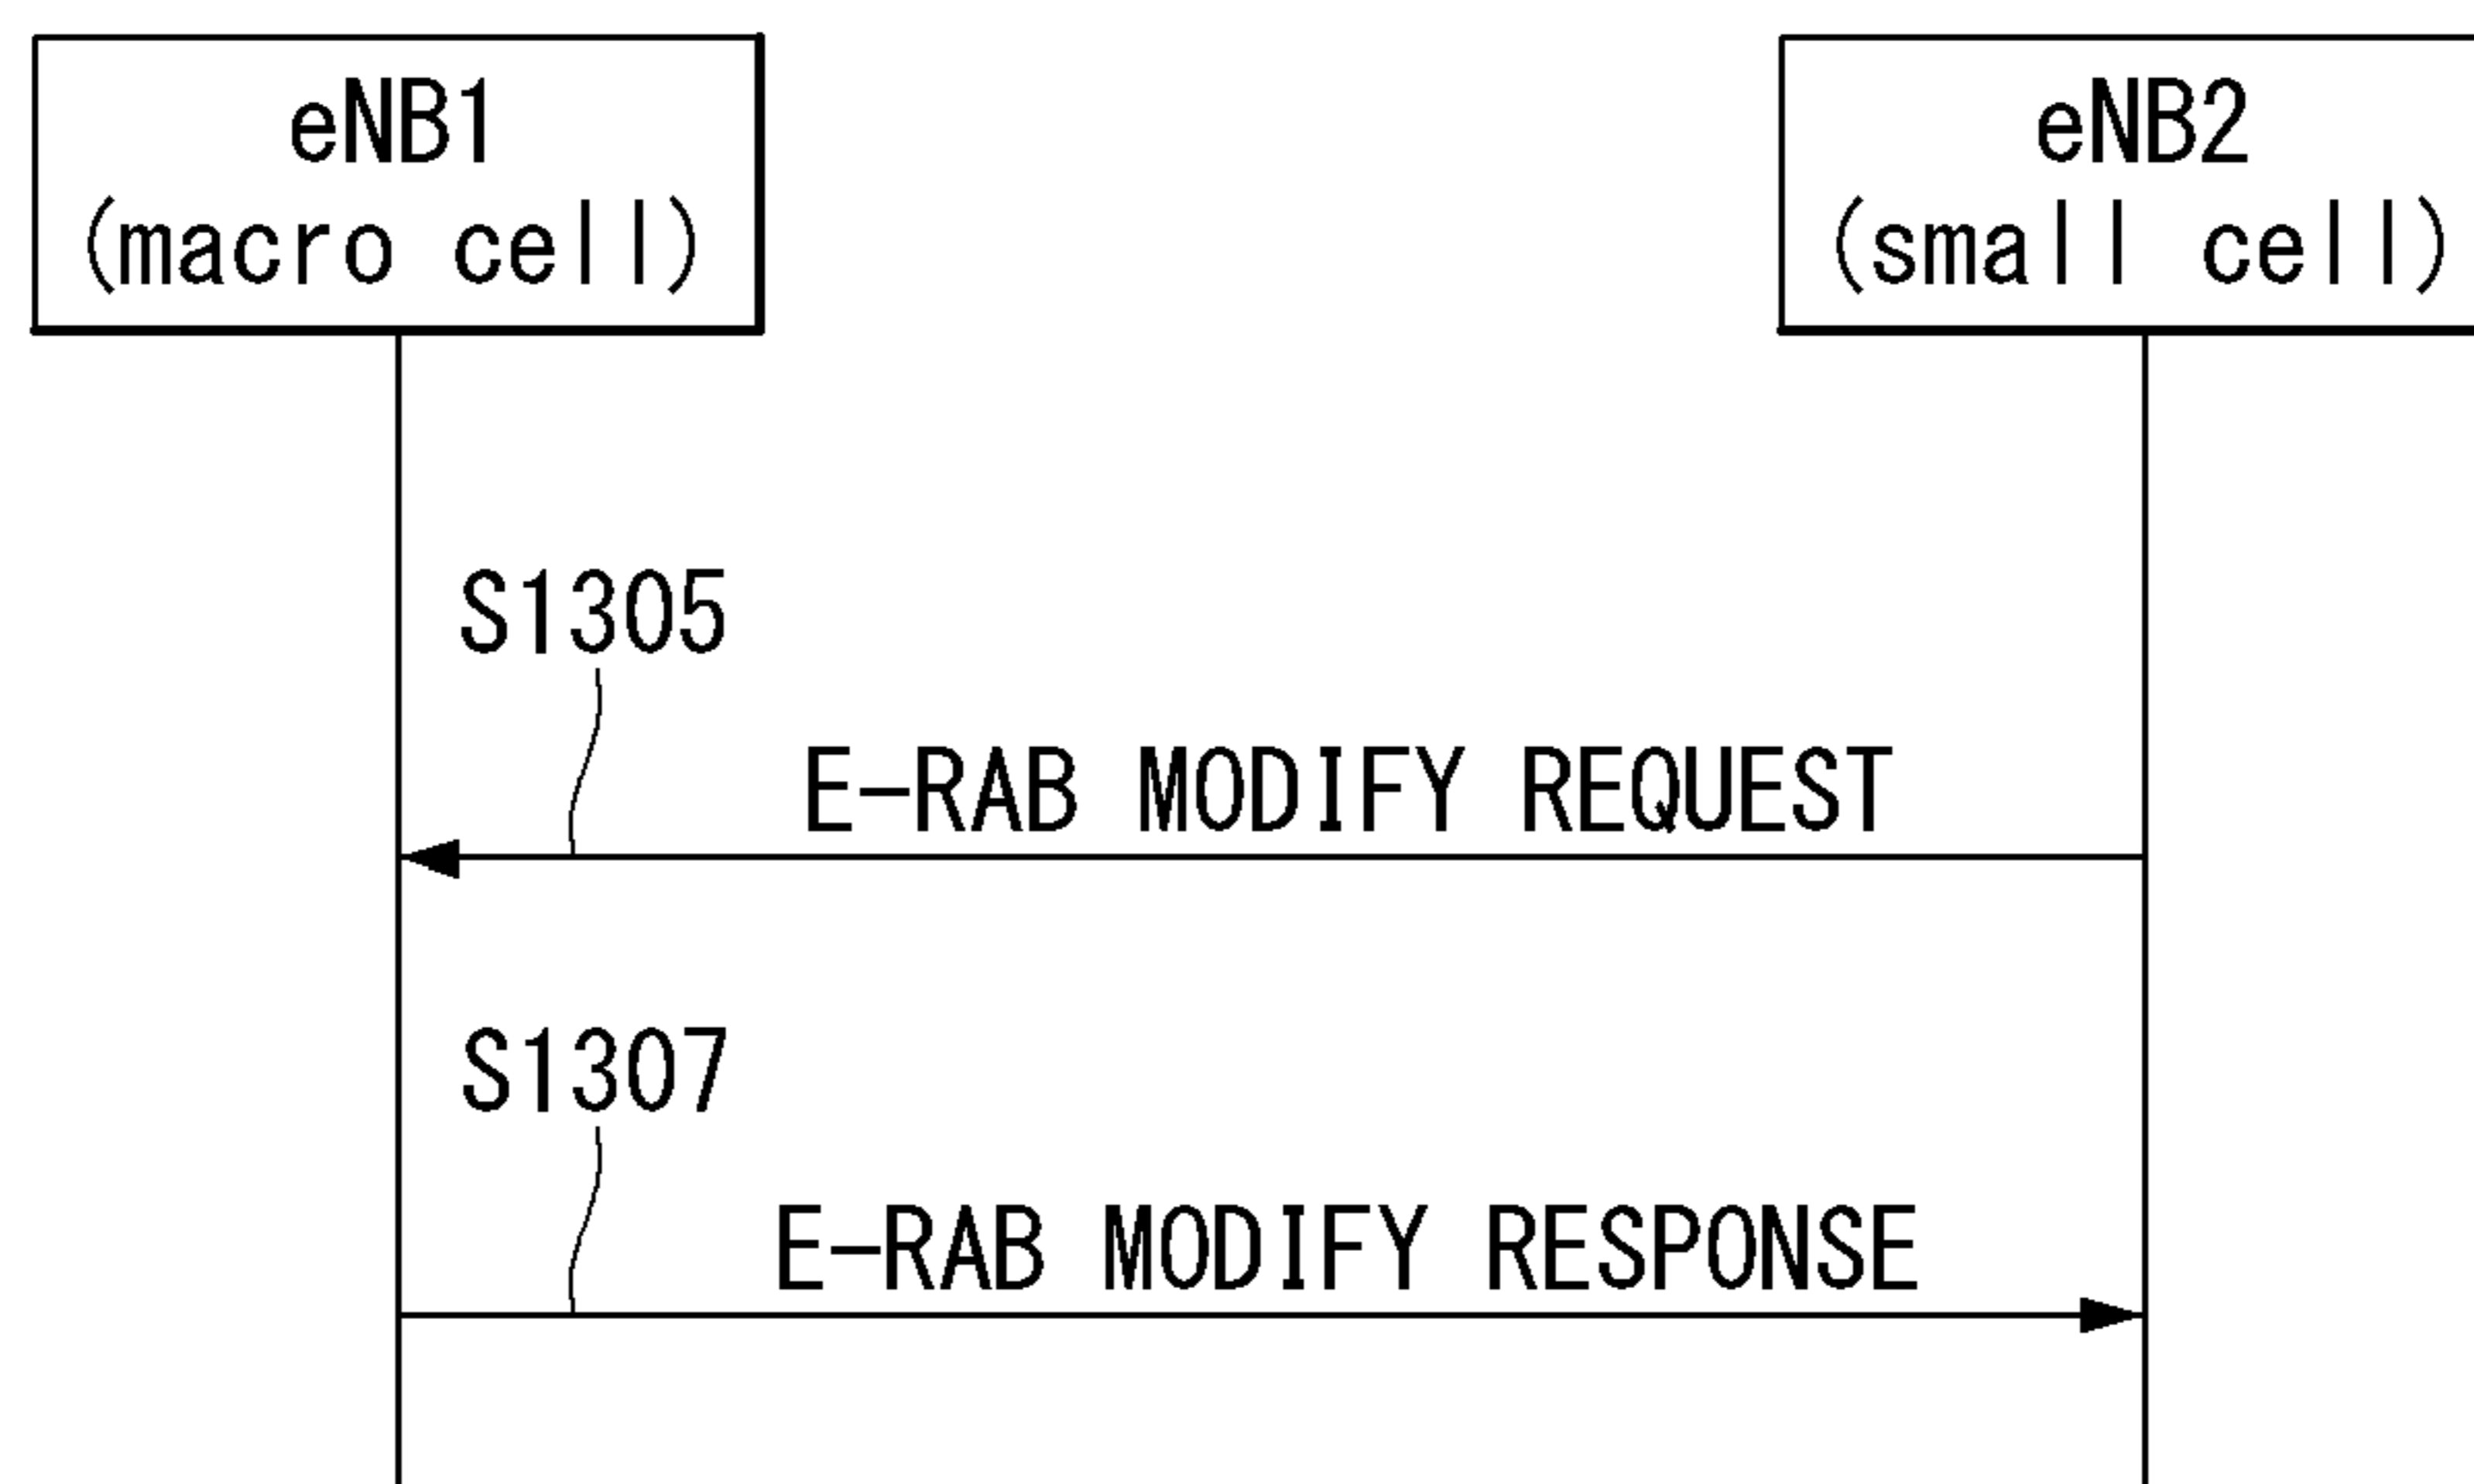 eNB1
(macro cell)
eNB2
(small cell)
S1305
E-RAB MODIFY REQUEST
S1307
E-RAB MODIFY RESPONSE